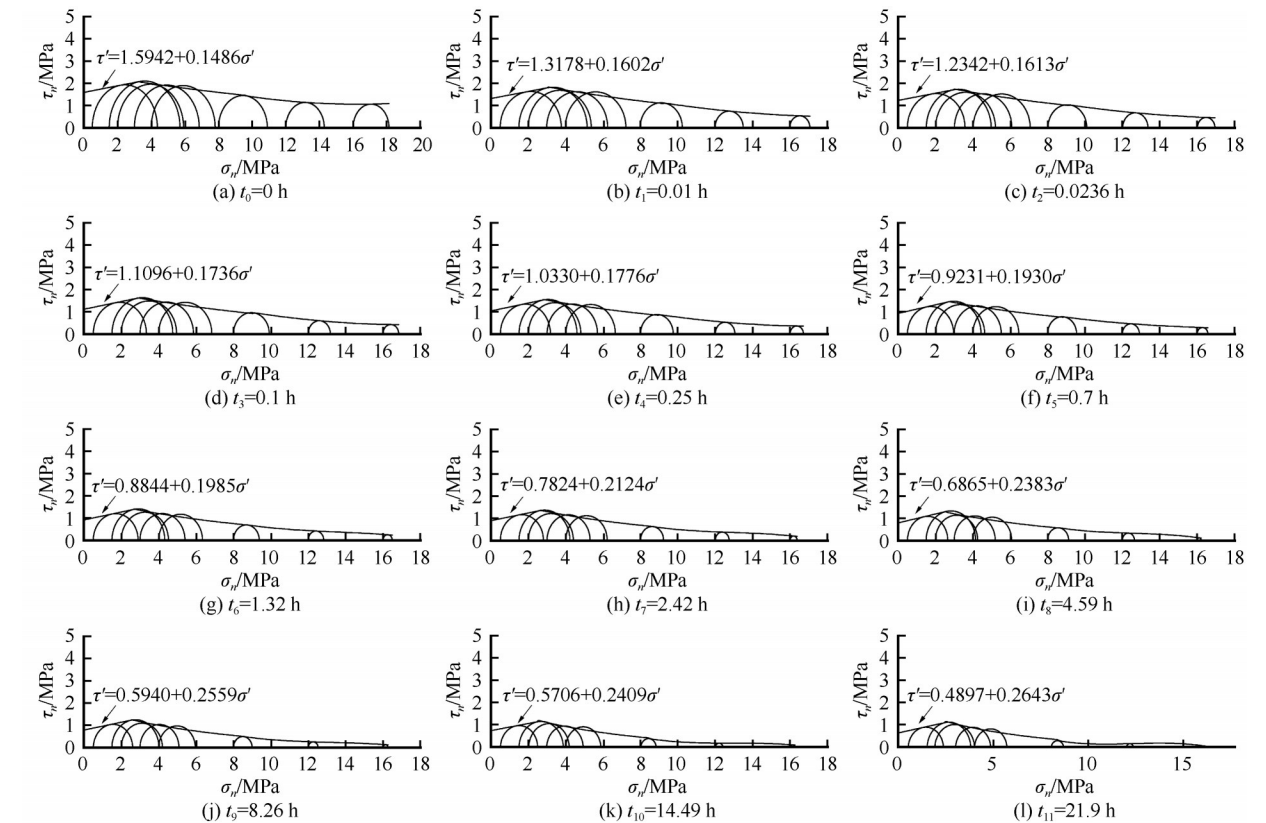 τₙ/MPa
5
4
3
2
1
0
τ′=1.5942+0.1486σ′
0 2 4 6 8 10 12 14 16 18 20
σₙ/MPa
(a) t₀=0 h
τₙ/MPa
5
4
3
2
1
0
τ′=1.3178+0.1602σ′
0 2 4 6 8 10 12 14 16 18
σₙ/MPa
(b) t₁=0.01 h
τₙ/MPa
5
4
3
2
1
0
τ′=1.2342+0.1613σ′
0 2 4 6 8 10 12 14 16 18
σₙ/MPa
(c) t₂=0.0236 h
τₙ/MPa
5
4
3
2
1
0
τ′=1.1096+0.1736σ′
0 2 4 6 8 10 12 14 16 18
σₙ/MPa
(d) t₃=0.1 h
τₙ/MPa
5
4
3
2
1
0
τ′=1.0330+0.1776σ′
0 2 4 6 8 10 12 14 16 18
σₙ/MPa
(e) t₄=0.25 h
τₙ/MPa
5
4
3
2
1
0
τ′=0.9231+0.1930σ′
0 2 4 6 8 10 12 14 16 18
σₙ/MPa
(f) t₅=0.7 h
τₙ/MPa
5
4
3
2
1
0
τ′=0.8844+0.1985σ′
0 2 4 6 8 10 12 14 16 18
σₙ/MPa
(g) t₆=1.32 h
τₙ/MPa
5
4
3
2
1
0
τ′=0.7824+0.2124σ′
0 2 4 6 8 10 12 14 16 18
σₙ/MPa
(h) t₇=2.42 h
τₙ/MPa
5
4
3
2
1
0
τ′=0.6865+0.2383σ′
0 2 4 6 8 10 12 14 16 18
σₙ/MPa
(i) t₈=4.59 h
τₙ/MPa
5
4
3
2
1
0
τ′=0.5940+0.2559σ′
0 2 4 6 8 10 12 14 16 18
σₙ/MPa
(j) t₉=8.26 h
τₙ/MPa
5
4
3
2
1
0
τ′=0.5706+0.2409σ′
0 2 4 6 8 10 12 14 16 18
σₙ/MPa
(k) t₁₀=14.49 h
τₙ/MPa
5
4
3
2
1
0
τ′=0.4897+0.2643σ′
0 5 10 15
σₙ/MPa
(l) t₁₁=21.9 h